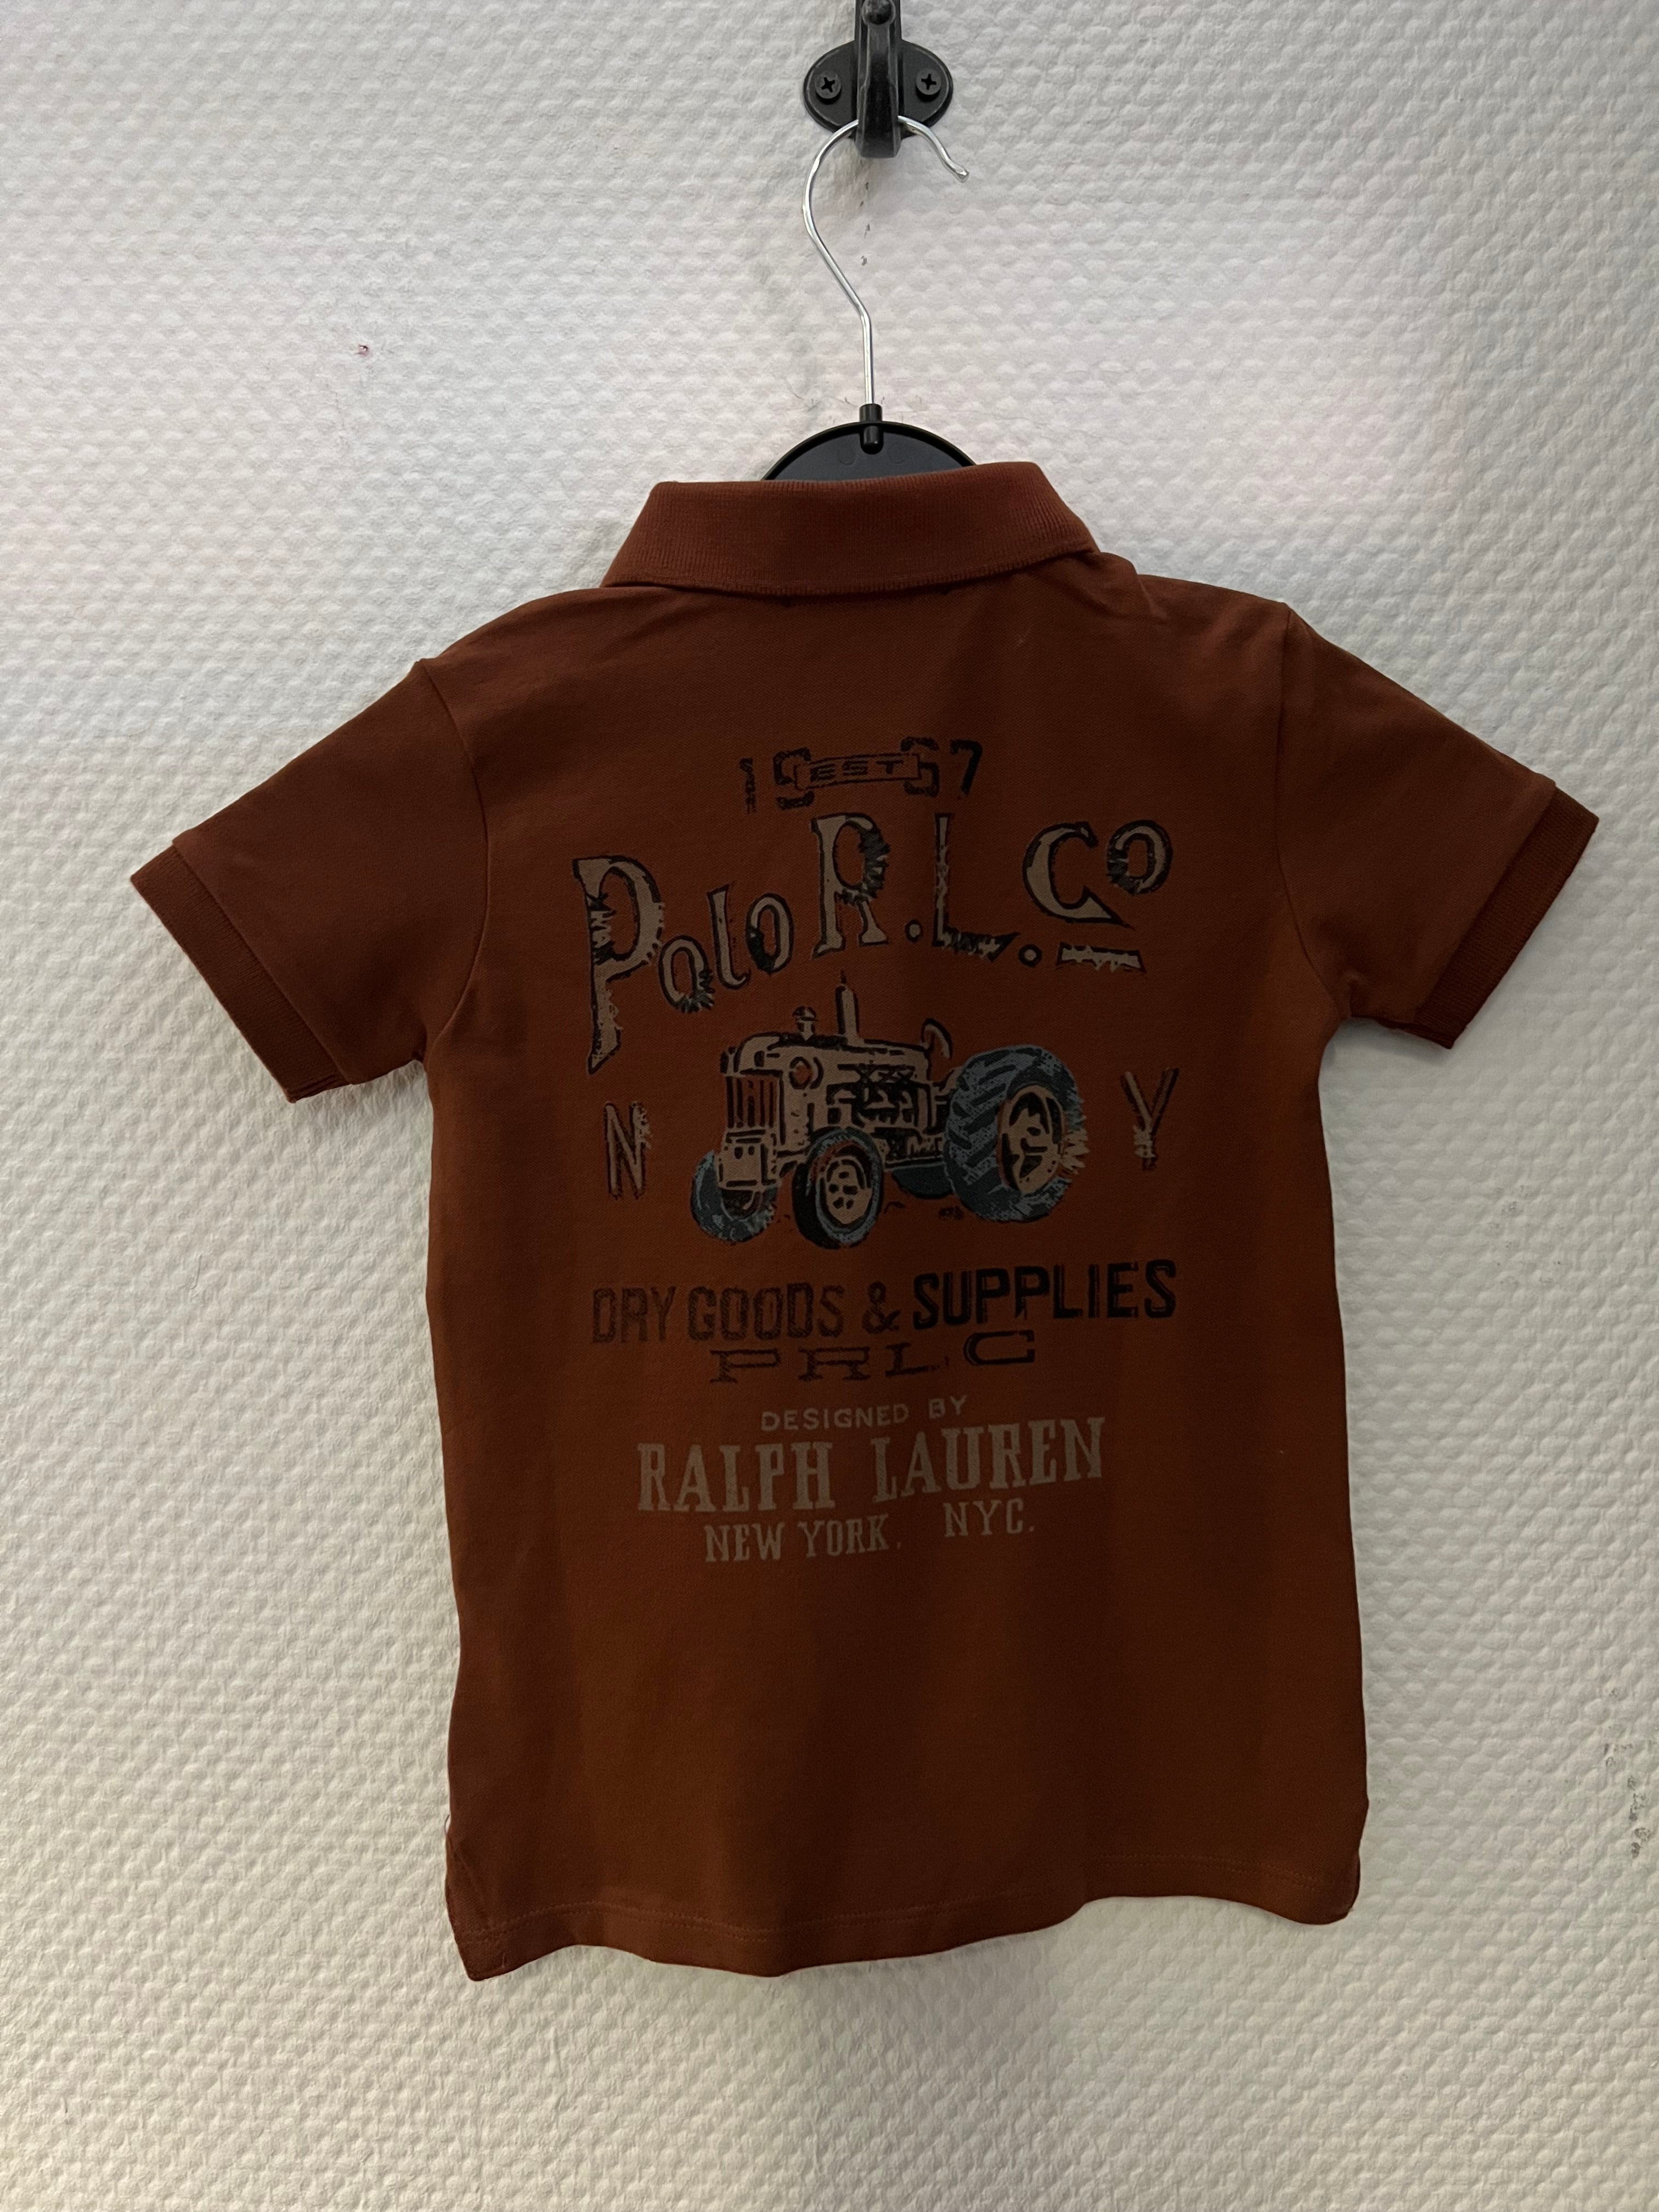 19 EST 67
Polo R.L. Co
N Y
DRY GOODS & SUPPLIES
PRLC
DESIGNED BY
RALPH LAUREN
NEW YORK, NYC.